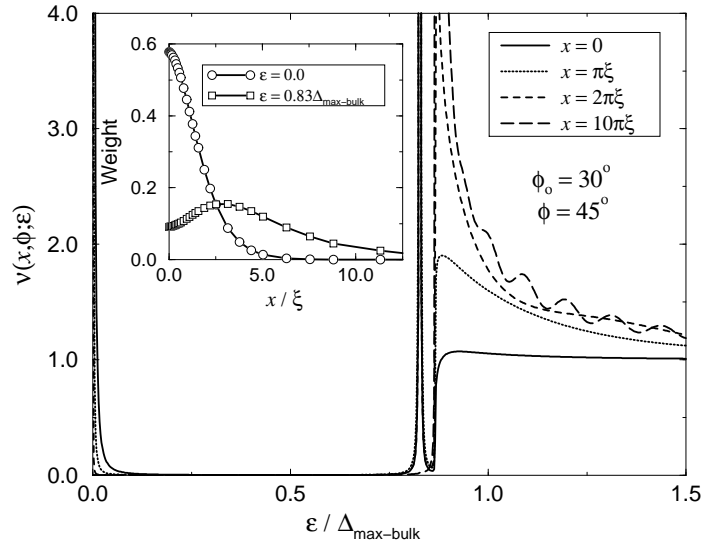 4.0
3.0
2.0
1.0
0.0
ν(x,ϕ;ε)
0.0
0.5
1.0
1.5
ε / Δmax−bulk
x = 0
x = πξ
x = 2πξ
x = 10πξ
ϕo = 30o
ϕ = 45o
0.6
0.4
0.2
0.0
Weight
0.0
5.0
10.0
x / ξ
ε = 0.0
ε = 0.83Δmax−bulk